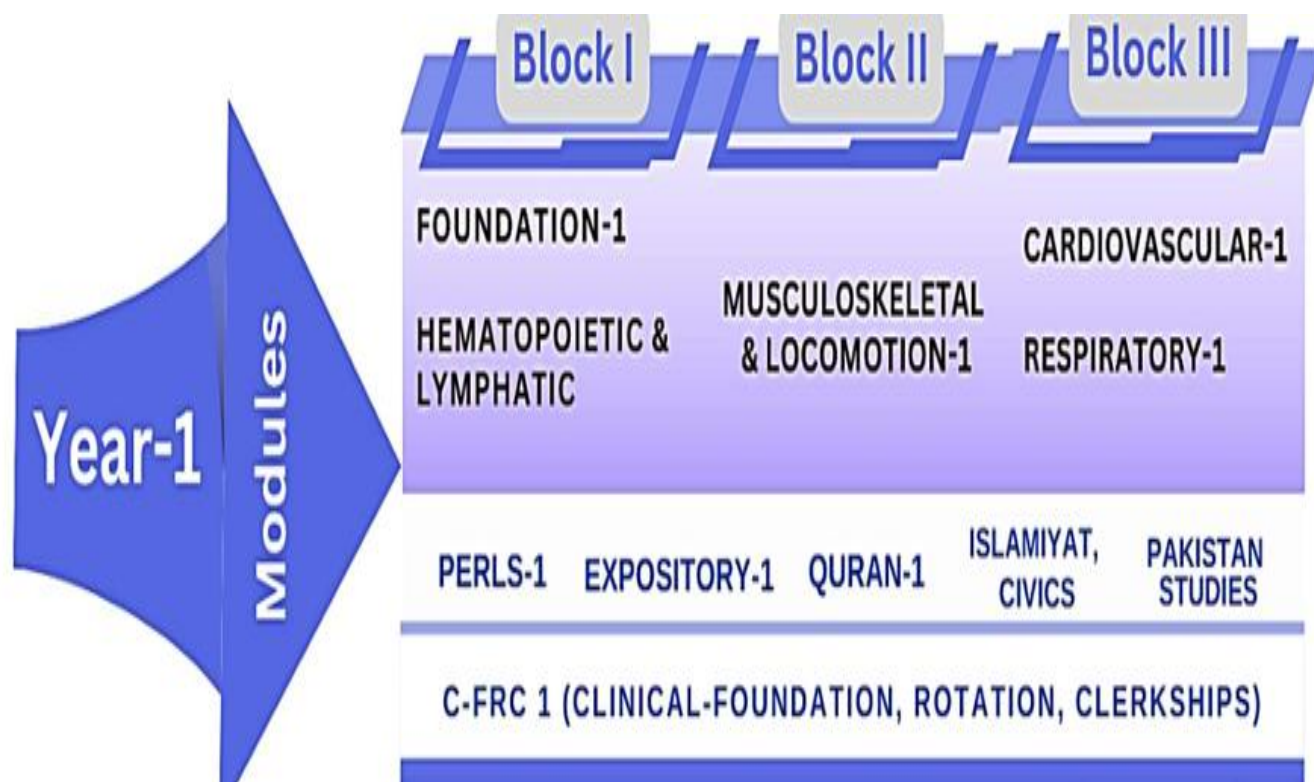 Block I
Block II
Block III
Year-1
Modules
FOUNDATION-1
HEMATOPOIETIC &
LYMPHATIC
MUSCULOSKELETAL
& LOCOMOTION-1
CARDIOVASCULAR-1
RESPIRATORY-1
PERLS-1
EXPOSITORY-1
QURAN-1
ISLAMIYAT,
CIVICS
PAKISTAN
STUDIES
C-FRC 1 (CLINICAL-FOUNDATION, ROTATION, CLERKSHIPS)